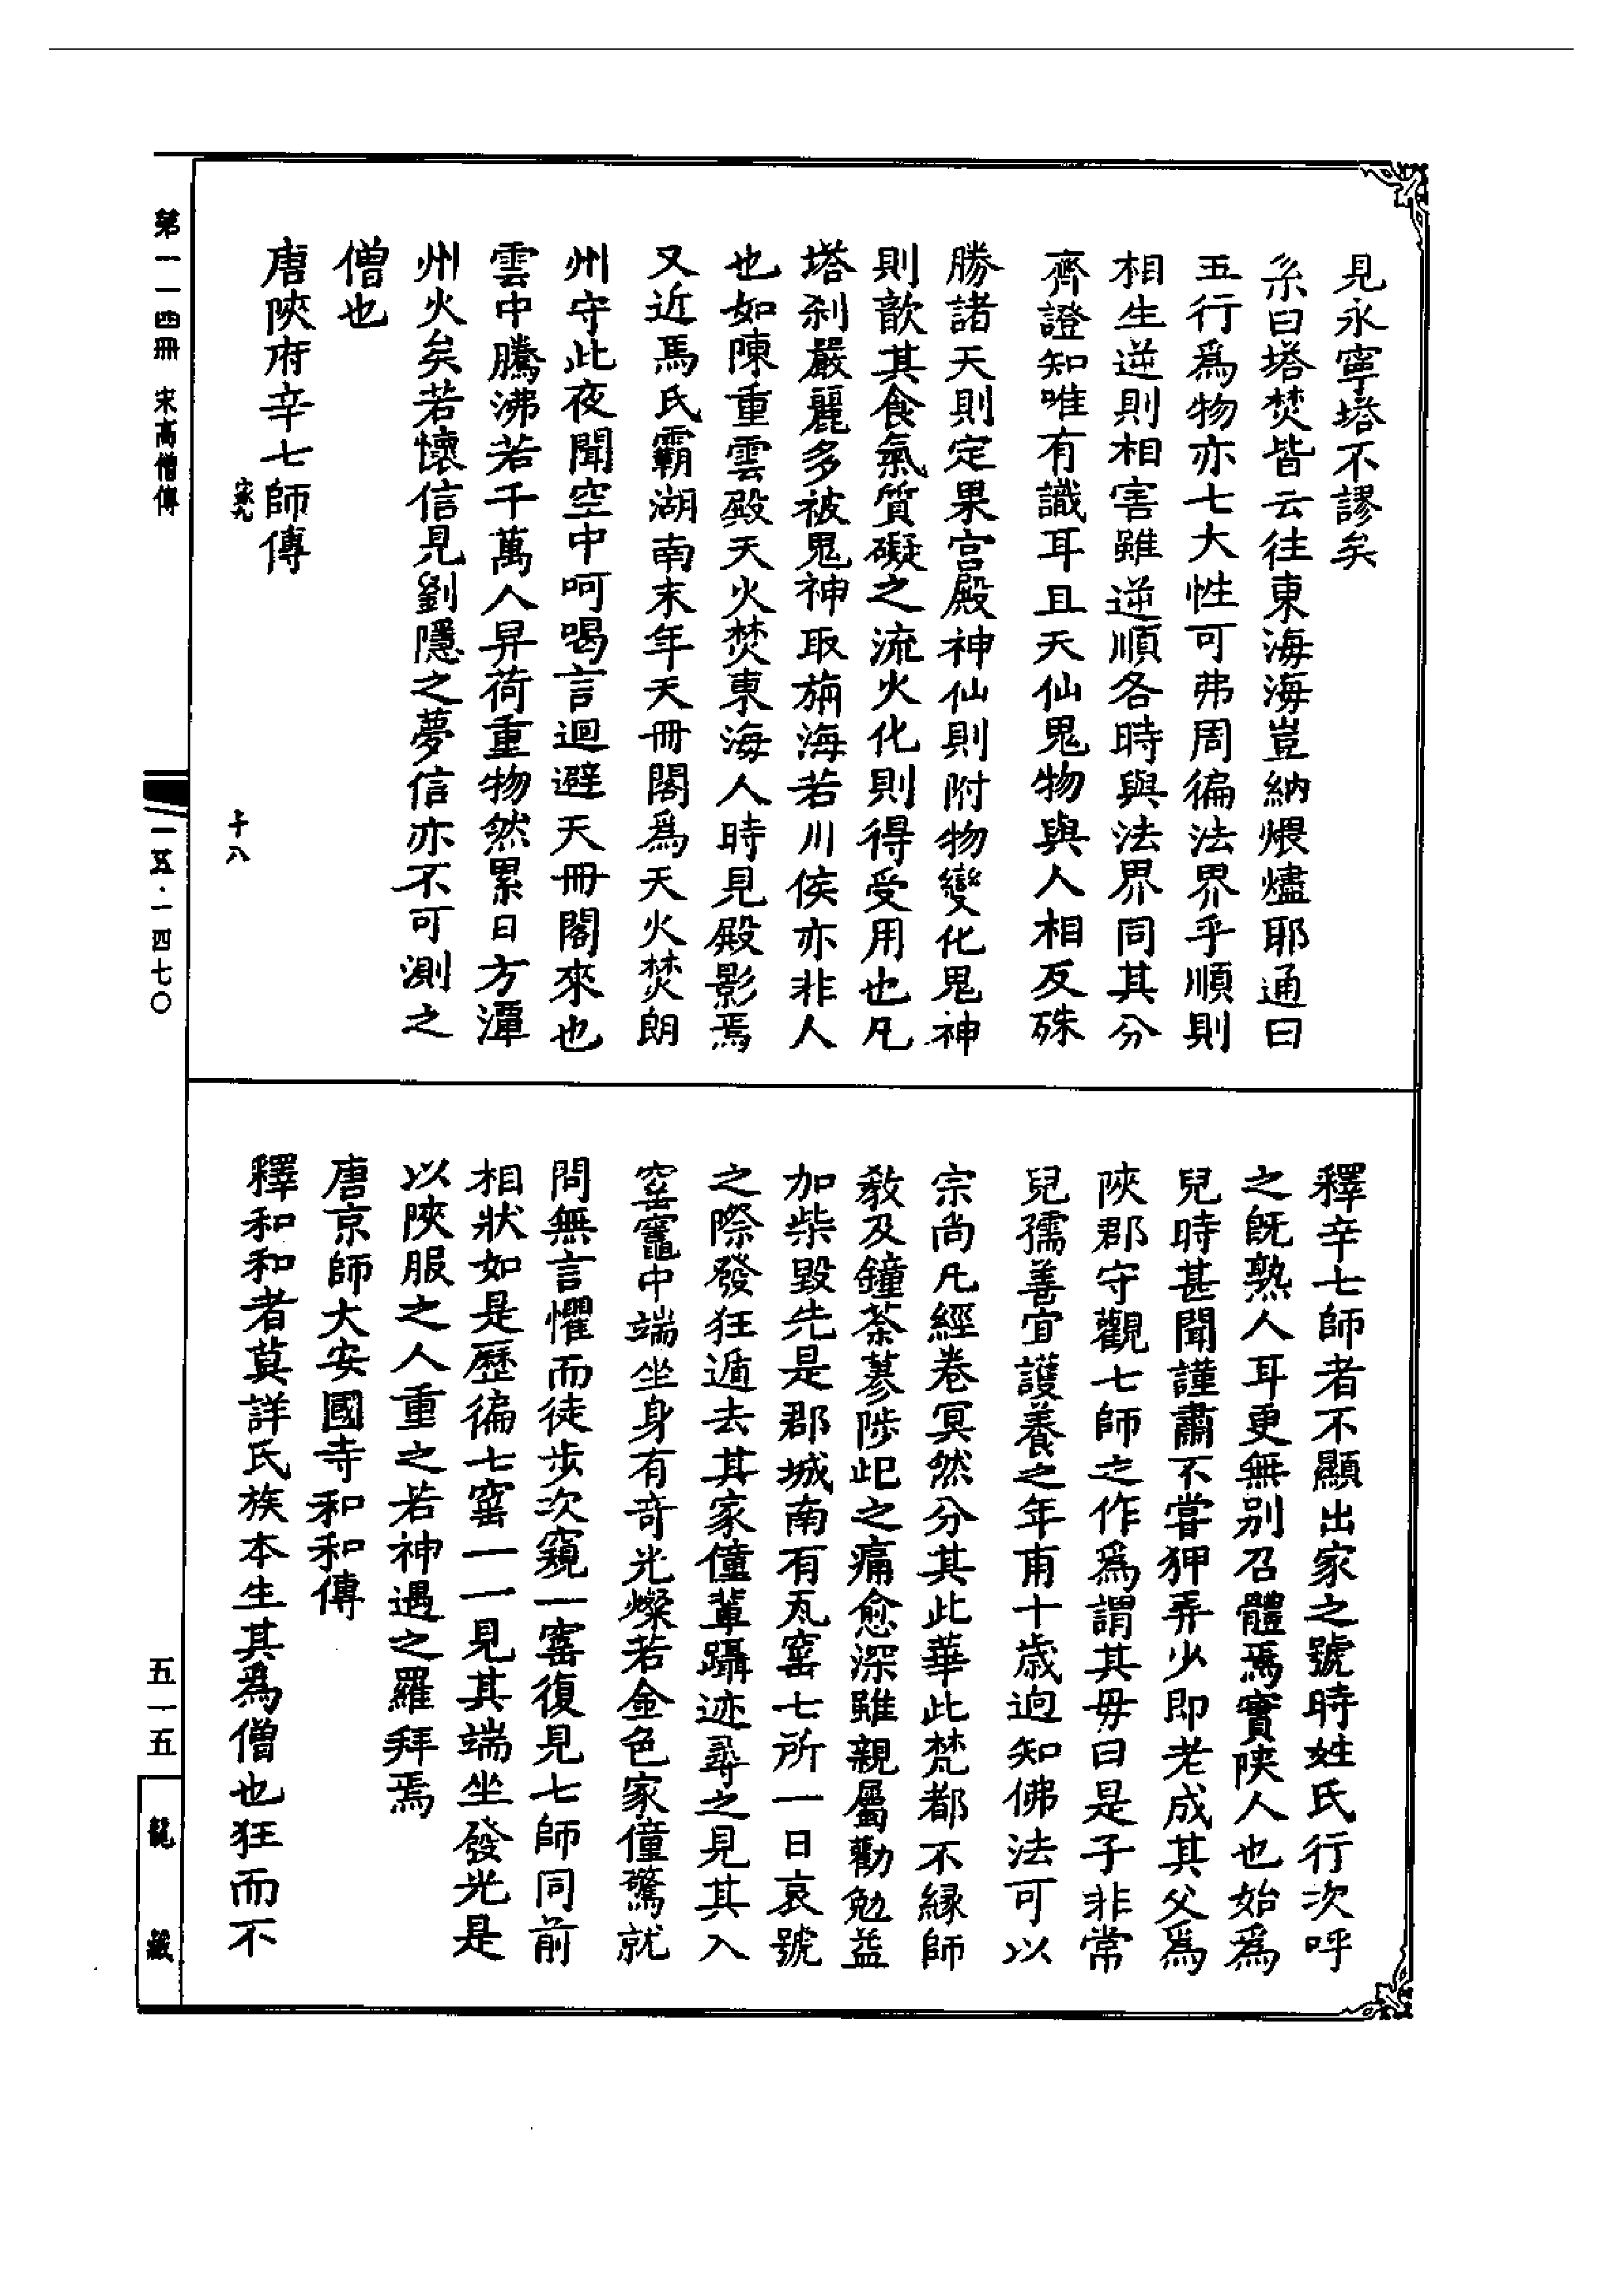 見永寧塔不謬矣
系曰塔焚皆云往東海海豈納煨燼耶通曰
五行爲物亦七大性可弗周徧法界乎順則
相生逆則相害雖逆順各時與法界同其分
齊證知唯有識耳且天仙鬼物與人相反殊
勝諸天則定果宮殿神仙則附物變化鬼神
則歆其食氣質礙之流火化則得受用也凡
塔刹嚴麗多被鬼神取旃海若川侯亦非人
也如陳重雲殿天火焚東海人時見殿影焉
又近馬氏霸湖南末年天冊閣爲天火焚朗
州守此夜聞空中呵喝言迴避天冊閣來也
雲中騰沸若千萬人舁荷重物然累日方潭
州火矣若懷信見劉隱之夢信亦不可測之
僧也
唐陝府辛七師傳
十八
釋辛七師者不顯出家之號時姓氏行次呼
之旣熟人耳更無別召體焉實陝人也始爲
兒時甚聞謹肅不嘗狎弄少即老成其父爲
陝郡守觀七師之作爲謂其毋曰是子非常
兒孺善宜護養之年甫十歲逈知佛法可以
宗尚凡經卷冥然分其此華此梵都不緣師
教及鐘荼蓼陟屺之痛愈深雖親屬勸勉益
加柴毀先是郡城南有瓦窰七所一日哀號
之際發狂遁去其家僮輩躡迹尋之見其入
窰竈中端坐身有奇光燦若金色家僮驚就
問無言懼而徒步次窺一窰復見七師同前
相狀如是歷徧七窰一一見其端坐發光是
以陝服之人重之若神遇之羅拜焉
唐京師大安國寺和和傳
釋和和者莫詳氏族本生其爲僧也狂而不
第一一四冊 宋高僧傳
一五·一四七〇
五一五
龍藏